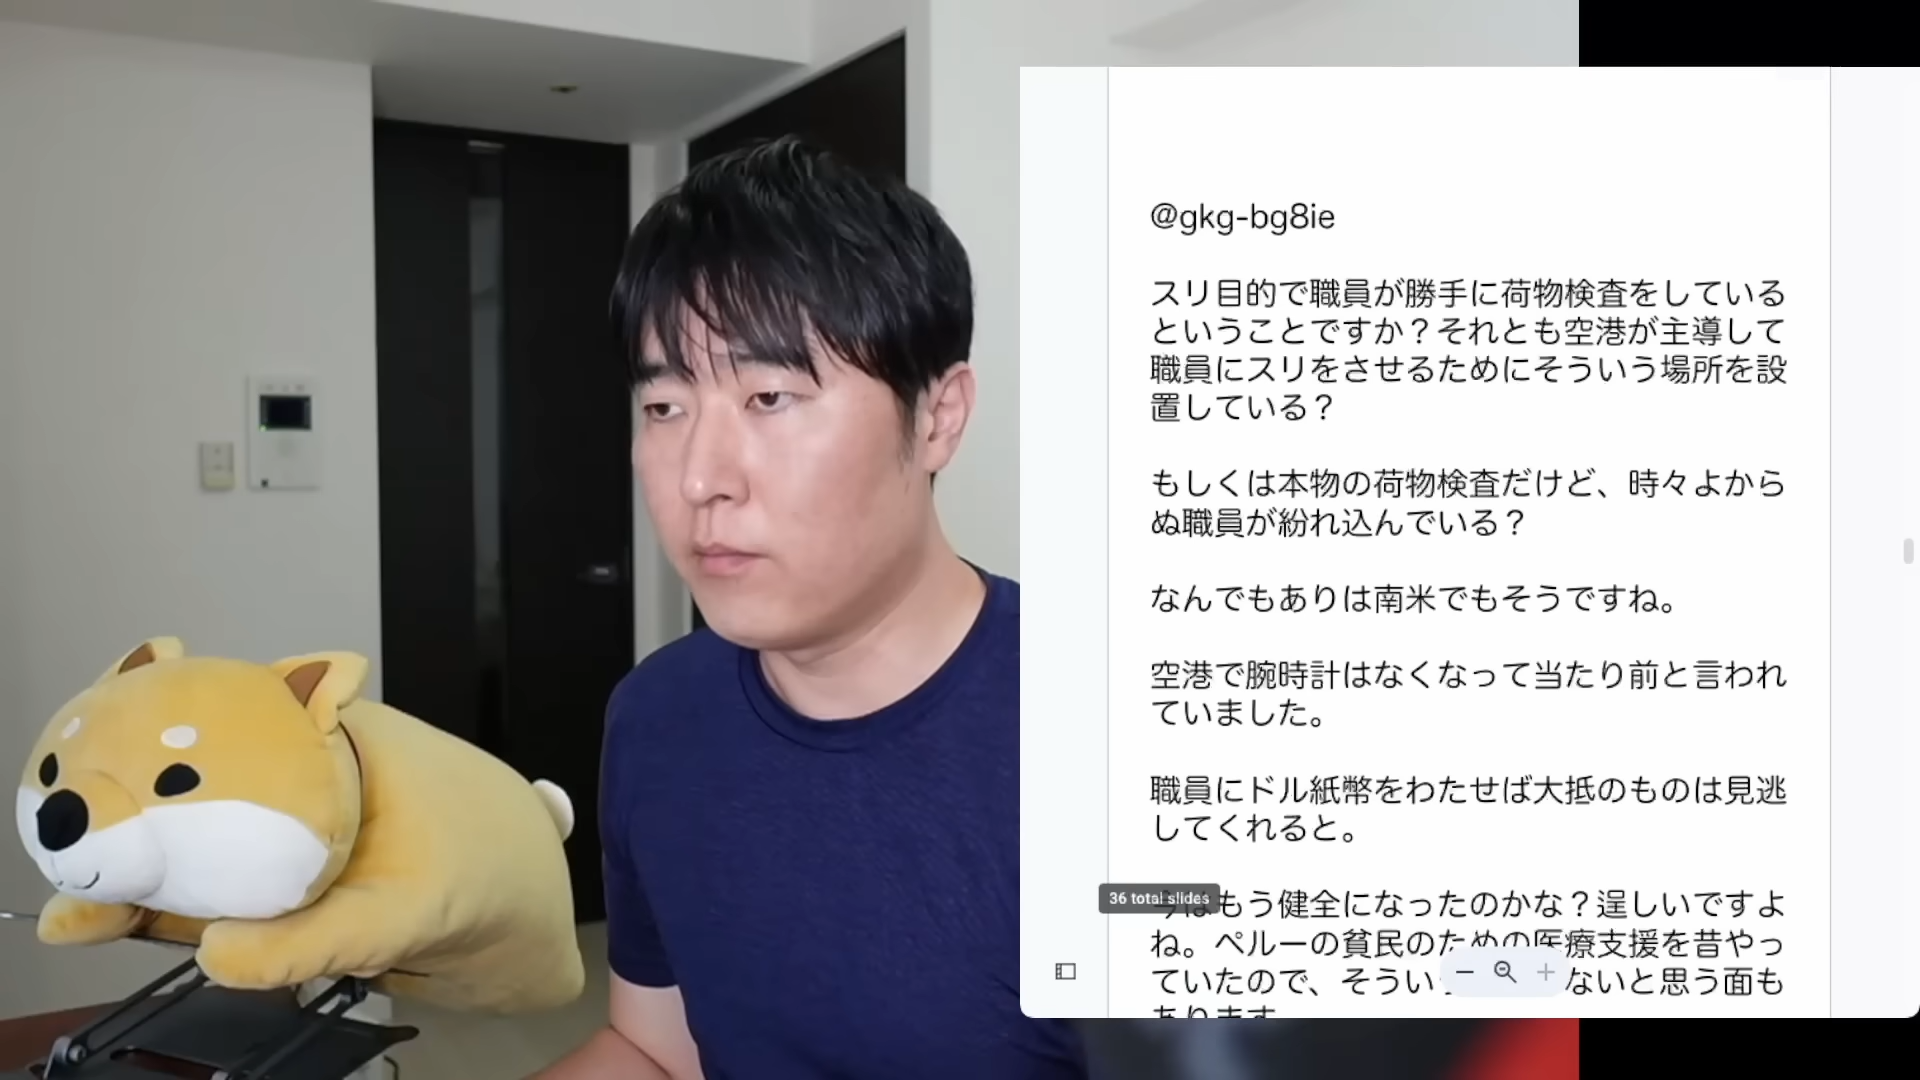 @gkg-bg8ie
スリ目的で職員が勝手に荷物検査をしている
ということですか？それとも空港が主導して
職員にスリをさせるためにそういう場所を設
置している？
もしくは本物の荷物検査だけど、時々よから
ぬ職員が紛れ込んでいる？
なんでもありは南米でもそうですね。
空港で腕時計はなくなって当たり前と言われ
ていました。
職員にドル紙幣をわたせば大抵のものは見逃
してくれると。
36 total slides
今はもう健全になったのかな？逞しいですよ
ね。ペルーの貧民のための医療支援を昔やっ
ていたので、そうい ないと思う面も
あります